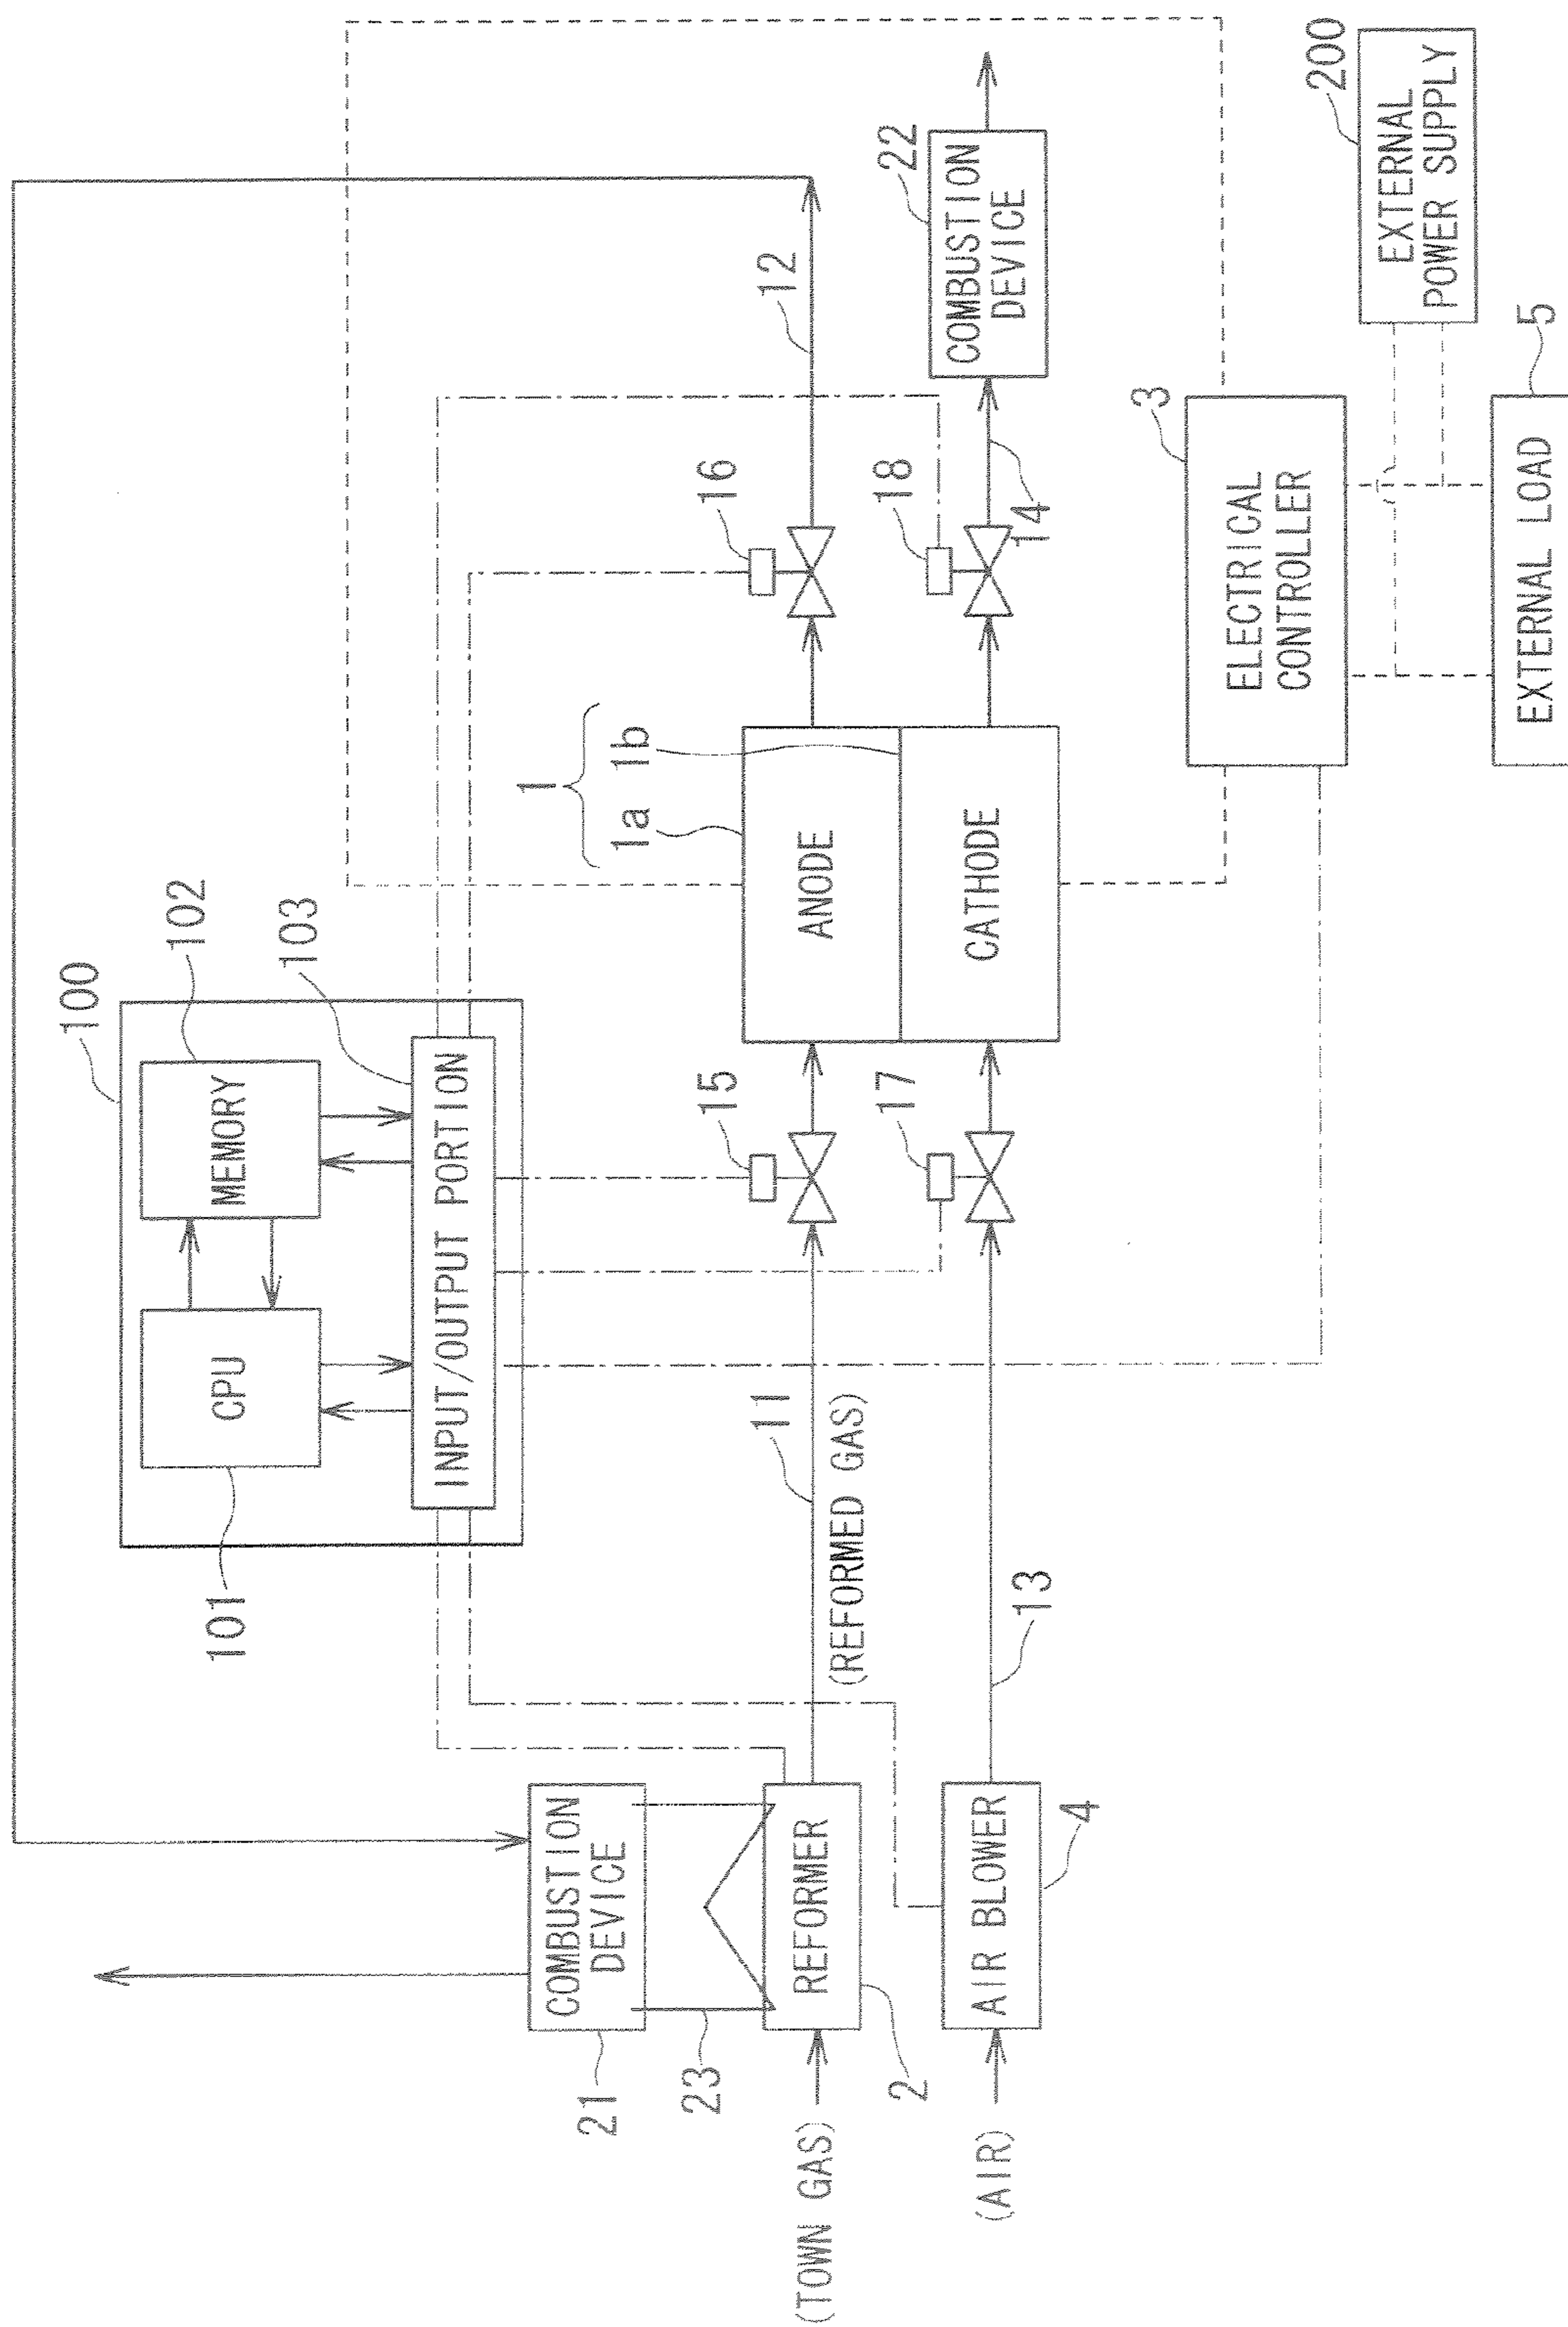 100
102
103
101
MEMORY
CPU
INPUT/OUTPUT PORTION
12
1
1a
1b
16
15
18
17
ANODE
CATHODE
11
(REFORMED GAS)
13
14
22
COMBUSTION
DEVICE
21
COMBUSTION
DEVICE
23
REFORMER
2
(TOWN GAS)
AIR BLOWER
4
(AIR)
3
ELECTRICAL
CONTROLLER
200
EXTERNAL
POWER SUPPLY
5
EXTERNAL LOAD